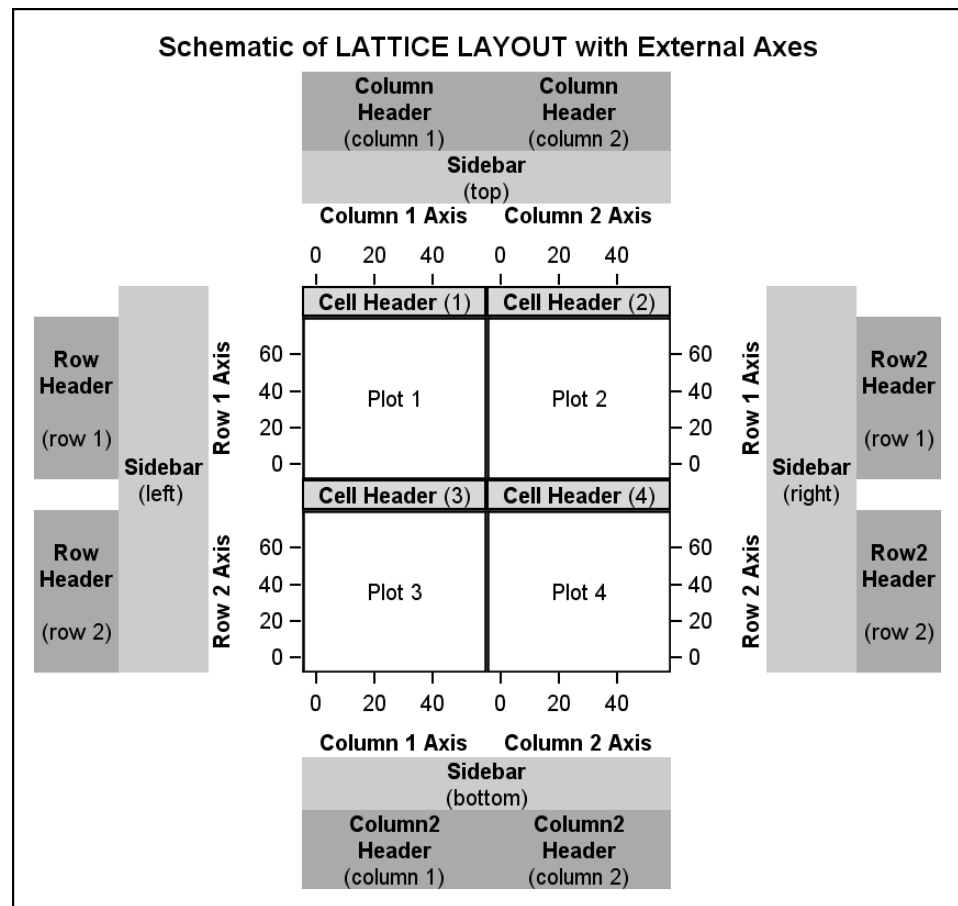 Schematic of LATTICE LAYOUT with External Axes
Column Header (column 1)
Column Header (column 2)
Sidebar
(top)
Column 1 Axis
Column 2 Axis
0 20 40
0 20 40
Cell Header (1)
Cell Header (2)
Row
Header
(row 1)
Sidebar
(left)
Row 1 Axis
60
40
20
0
Plot 1
Plot 2
60
40
20
0
Row 1 Axis
Sidebar
(right)
Row2
Header
(row 1)
Cell Header (3)
Cell Header (4)
Row
Header
(row 2)
Row 2 Axis
60
40
20
0
Plot 3
Plot 4
60
40
20
0
Row 2 Axis
Row2
Header
(row 2)
0 20 40
0 20 40
Column 1 Axis
Column 2 Axis
Sidebar
(bottom)
Column2
Header
(column 1)
Column2
Header
(column 2)